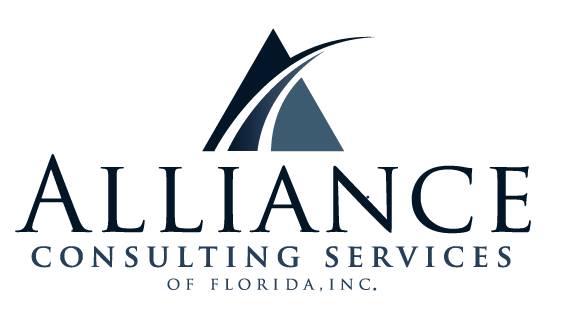 ALLIANCE
CONSULTING SERVICES
OF FLORIDA, INC.